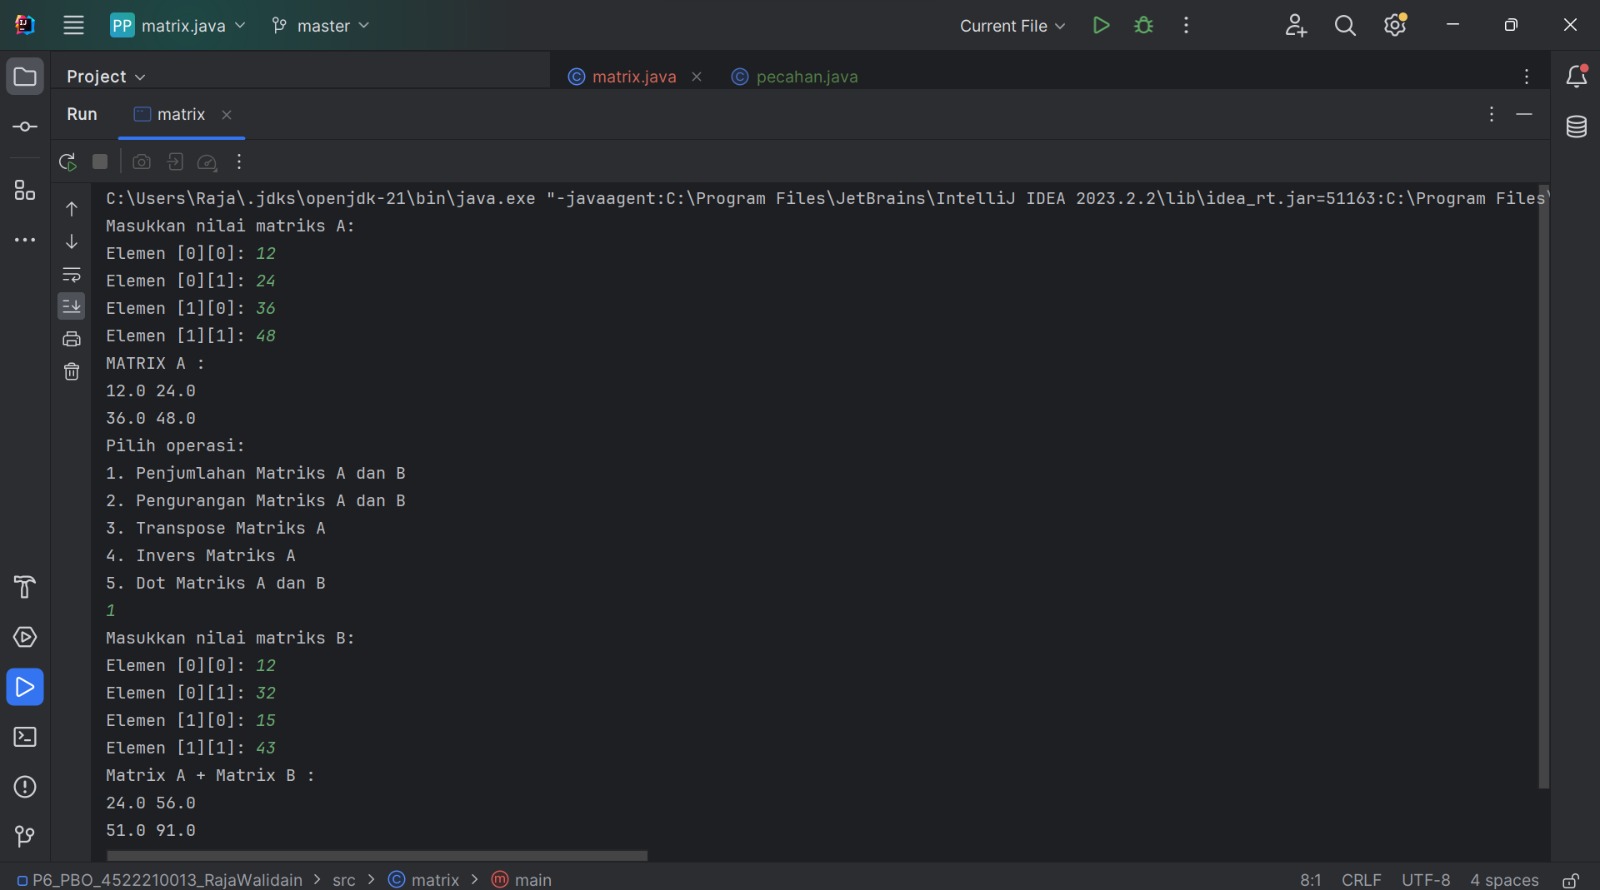 PP matrix.java master Current File
Project matrix.java pecahan.java
Run matrix
C:\Users\Raja\.jdks\openjdk-21\bin\java.exe "-javaagent:C:\Program Files\JetBrains\IntelliJ IDEA 2023.2.2\lib\idea_rt.jar=51163:C:\Program Files\
Masukkan nilai matriks A:
Elemen [0][0]: 12
Elemen [0][1]: 24
Elemen [1][0]: 36
Elemen [1][1]: 48
MATRIX A :
12.0 24.0
36.0 48.0
Pilih operasi:
1. Penjumlahan Matriks A dan B
2. Pengurangan Matriks A dan B
3. Transpose Matriks A
4. Invers Matriks A
5. Dot Matriks A dan B
1
Masukkan nilai matriks B:
Elemen [0][0]: 12
Elemen [0][1]: 32
Elemen [1][0]: 15
Elemen [1][1]: 43
Matrix A + Matrix B :
24.0 56.0
51.0 91.0
P6_PBO_4522210013_RajaWalidain > src > matrix > main 8:1 CRLF UTF-8 4 spaces